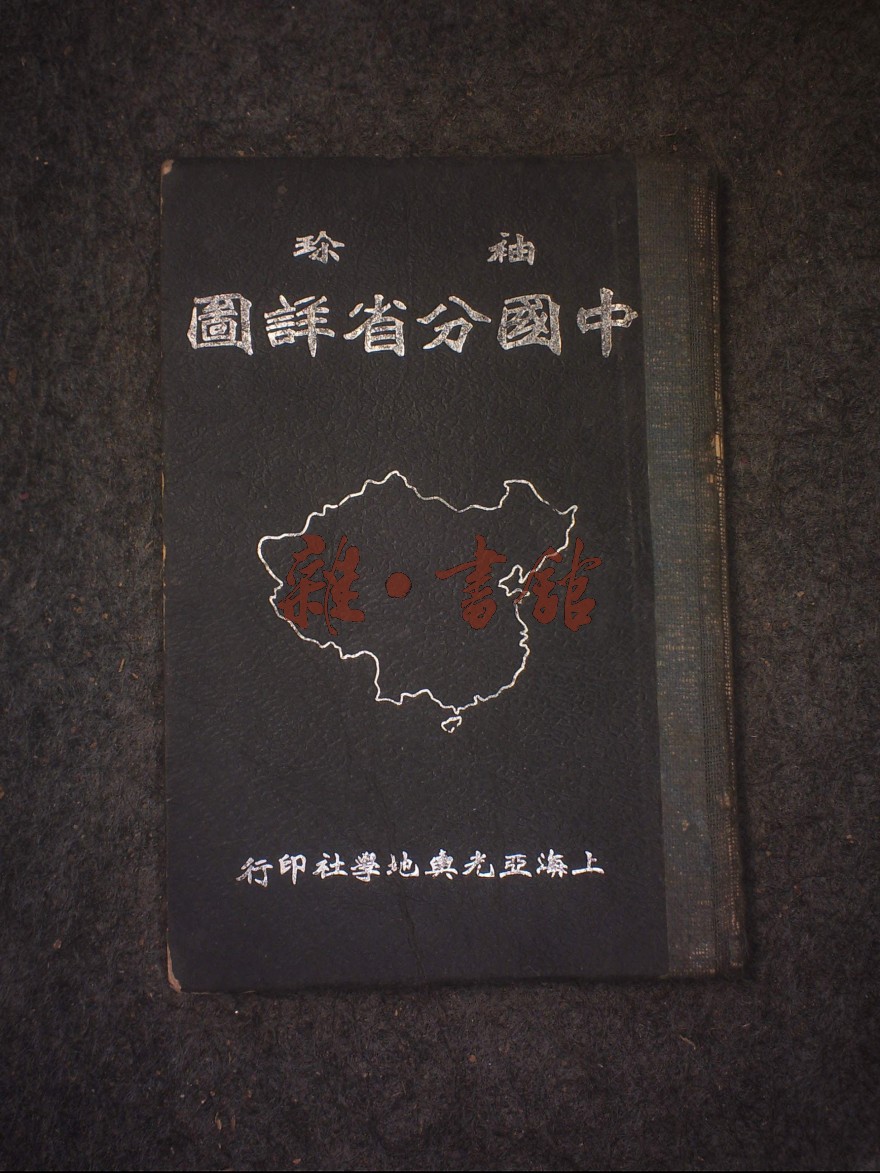 袖珍
中國分省詳圖
雜·書館
上海亞光輿地學社印行